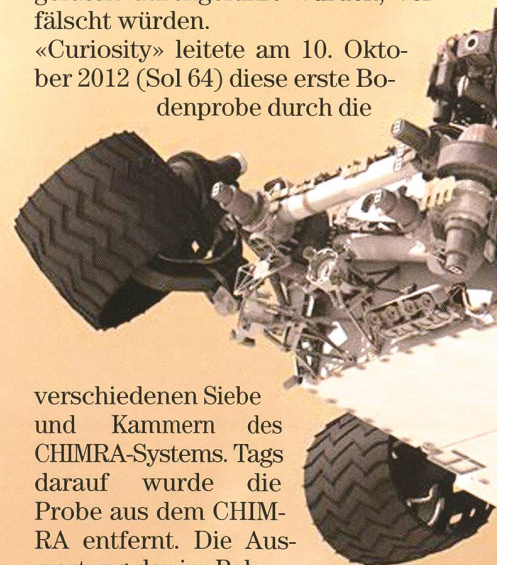 fälscht würden.
«Curiosity» leitete am 10. Okto-
ber 2012 (Sol 64) diese erste Bo-
denprobe durch die
verschiedenen Siebe
und Kammern des
CHIMRA-Systems. Tags
darauf wurde die
Probe aus dem CHIM-
RA entfernt. Die Aus-